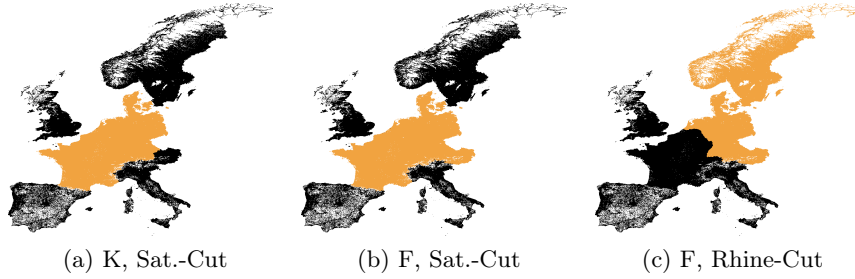 (a) K, Sat.-Cut
(b) F, Sat.-Cut
(c) F, Rhine-Cut